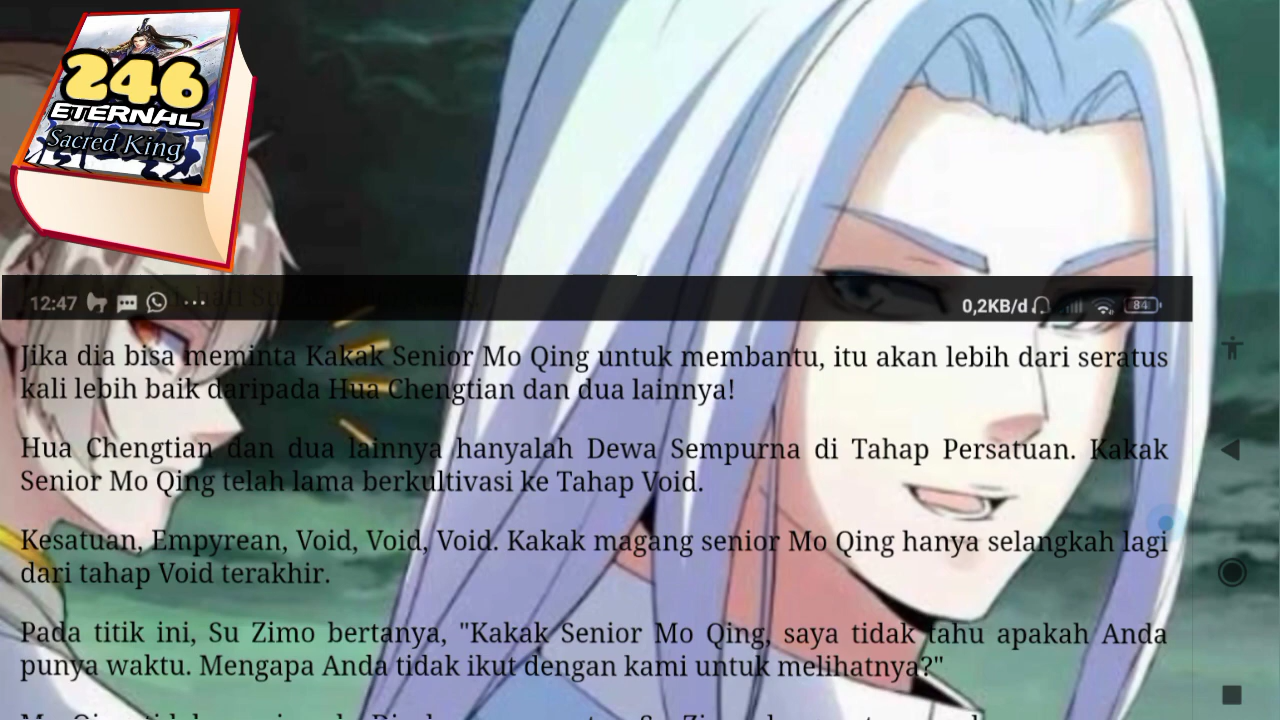 246
ETERNAL
Sacred King
12:47
0,2KB/d
84
Jika dia bisa meminta Kakak Senior Mo Qing untuk membantu, itu akan lebih dari seratus
kali lebih baik daripada Hua Chengtian dan dua lainnya!
Hua Chengtian dan dua lainnya hanyalah Dewa Sempurna di Tahap Persatuan. Kakak
Senior Mo Qing telah lama berkultivasi ke Tahap Void.
Kesatuan, Empyrean, Void, Void, Void. Kakak magang senior Mo Qing hanya selangkah lagi
dari tahap Void terakhir.
Pada titik ini, Su Zimo bertanya, "Kakak Senior Mo Qing, saya tidak tahu apakah Anda
punya waktu. Mengapa Anda tidak ikut dengan kami untuk melihatnya?"